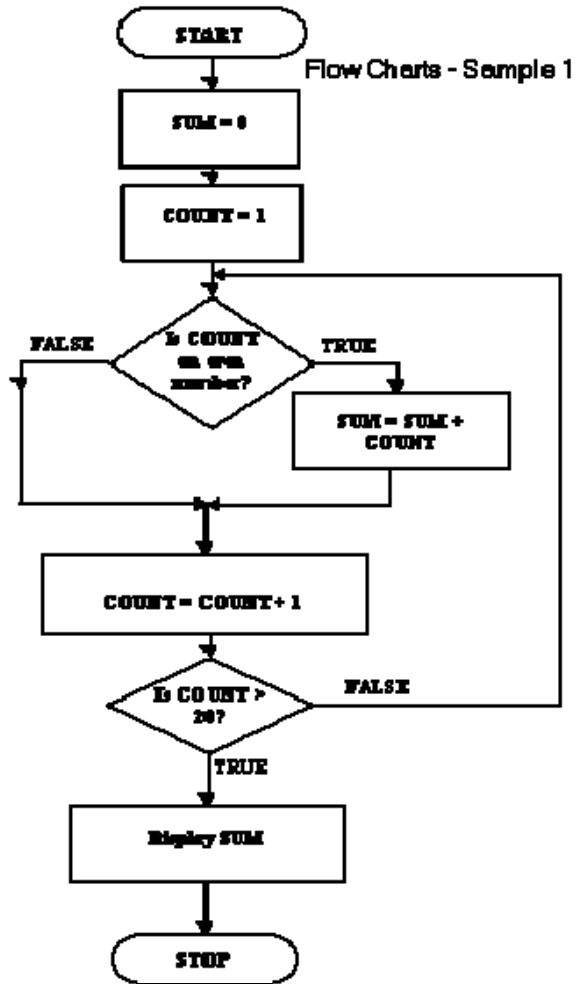 START
Flow Charts - Sample 1
SUM = 0
COUNT = 1
Is COUNT
an even
number?
FALSE
TRUE
SUM = SUM +
COUNT
COUNT = COUNT + 1
Is COUNT >
20?
FALSE
TRUE
Display SUM
STOP